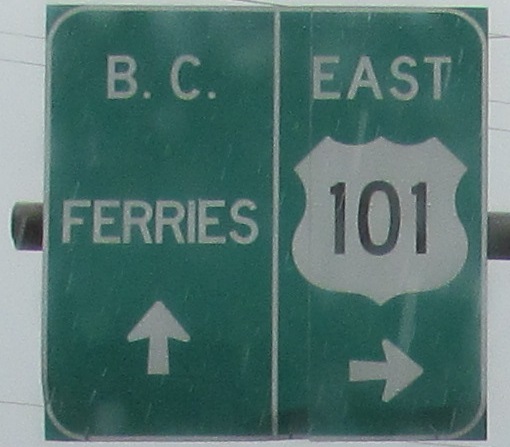 B. C.
FERRIES
EAST
101